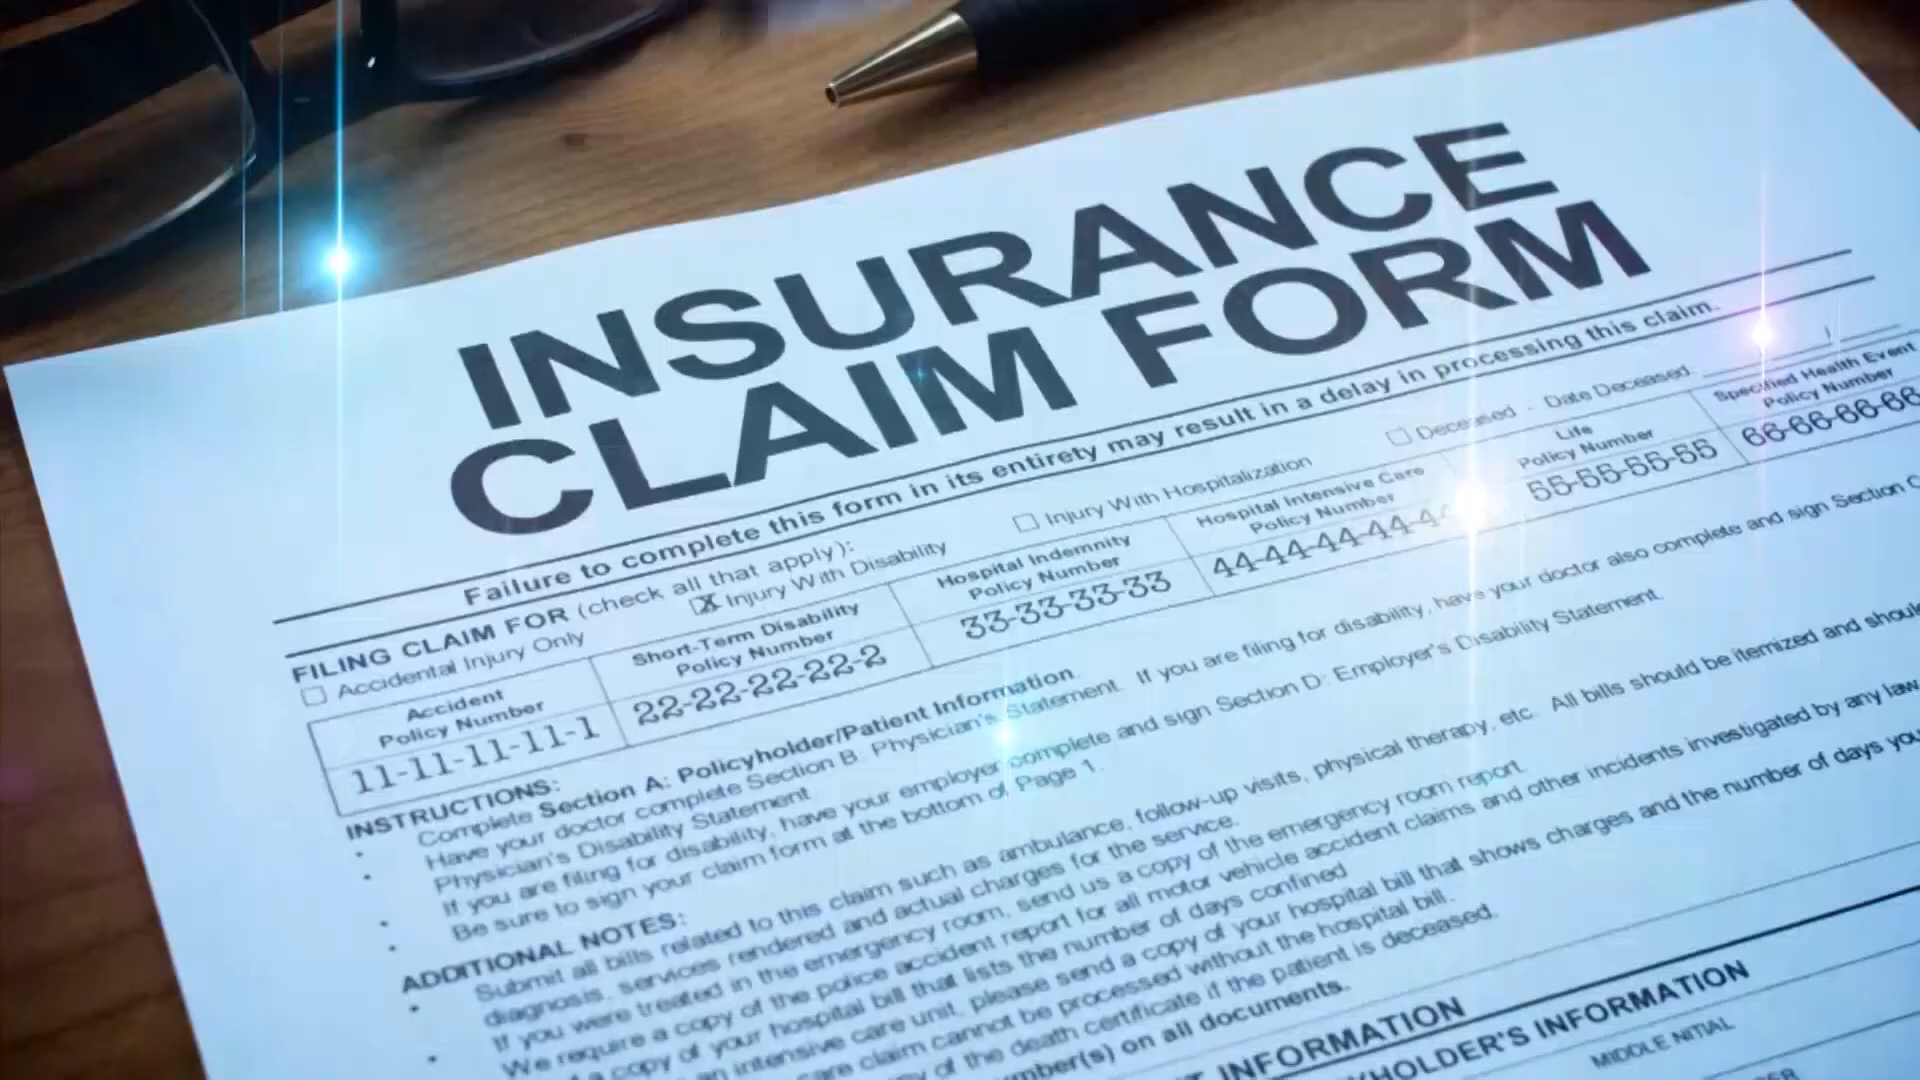 INSURANCE
CLAIM FORM
Failure to complete this form in its entirety may result in a delay in processing this claim.
FILING CLAIM FOR (check all that apply):
Accidental Injury Only
Injury With Disability
Injury With Hospitalization
Deceased - Date Deceased
Accident
Policy Number
11-11-11-11-1
Short-Term Disability
Policy Number
22-22-22-22-2
Hospital Indemnity
Policy Number
33-33-33-33
Hospital Intensive Care
Policy Number
44-44-44-44-44
Life
Policy Number
55-55-55-55
Specified Health Event
Policy Number
66-66-66-66
INSTRUCTIONS:
Complete Section A: Policyholder/Patient Information.
Have your doctor complete Section B: Physician's Statement. If you are filing for disability, have your doctor also complete and sign Section C
Physician's Disability Statement
If you are filing for disability, have your employer complete and sign Section D: Employer's Disability Statement.
Be sure to sign your claim form at the bottom of Page 1.
ADDITIONAL NOTES:
Submit all bills related to this claim such as ambulance, follow-up visits, physical therapy, etc. All bills should be itemized and should
diagnosis, services rendered and actual charges for the service.
If you were treated in the emergency room, send us a copy of the emergency room report.
We require a copy of the police accident report for all motor vehicle accident claims and other incidents investigated by any law
a copy of your hospital bill that lists the number of days confined
an intensive care unit, please send a copy of your hospital bill that shows charges and the number of days you
care claim cannot be processed without the hospital bill.
of the death certificate if the patient is deceased.
number(s) on all documents.
INFORMATION
HOLDER'S INFORMATION
MIDDLE INITIAL